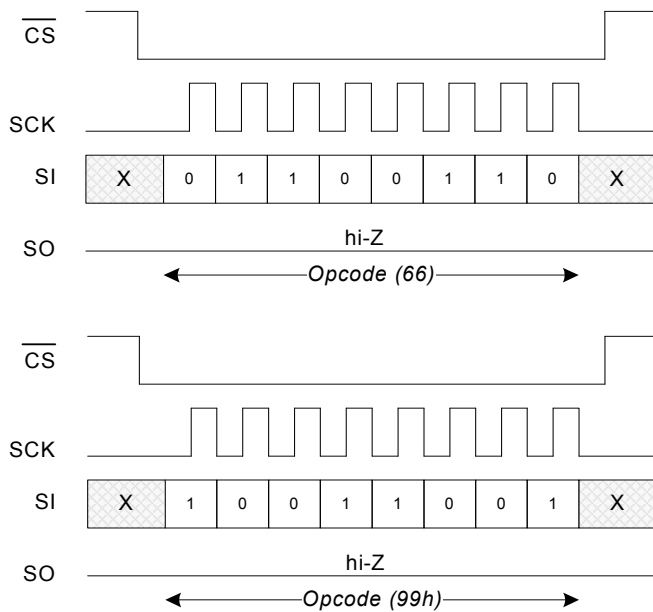 CS
SCK
SI X 0 1 1 0 0 1 1 0 X
SO hi-Z
Opcode (66)
CS
SCK
SI X 1 0 0 1 1 0 0 1 X
SO hi-Z
Opcode (99h)